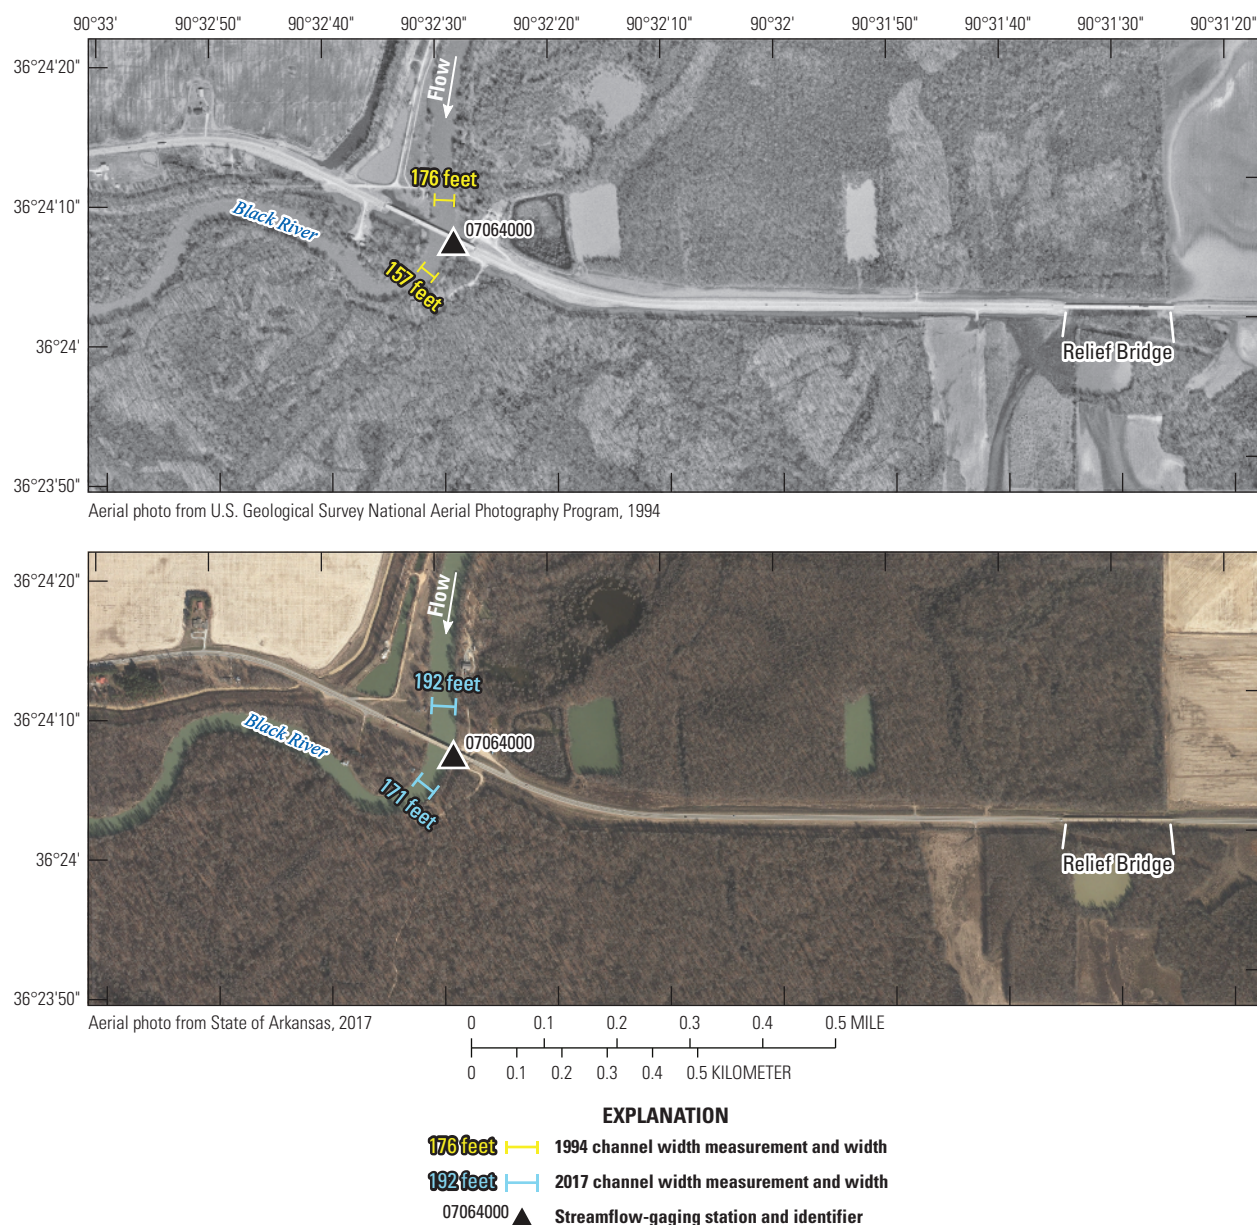 90°33' 90°32'50" 90°32'40" 90°32'30" 90°32'20" 90°32'10" 90°32' 90°31'50" 90°31'40" 90°31'30" 90°31'20"
36°24'20"
Flow
176 feet
36°24'10"
Black River
07064000
157 feet
36°24'
Relief Bridge
36°23'50"
Aerial photo from U.S. Geological Survey National Aerial Photography Program, 1994
36°24'20"
Flow
192 feet
36°24'10"
Black River
07064000
171 feet
36°24'
Relief Bridge
36°23'50"
Aerial photo from State of Arkansas, 2017
0 0.1 0.2 0.3 0.4 0.5 MILE
0 0.1 0.2 0.3 0.4 0.5 KILOMETER
EXPLANATION
176 feet 1994 channel width measurement and width
192 feet 2017 channel width measurement and width
07064000 Streamflow-gaging station and identifier